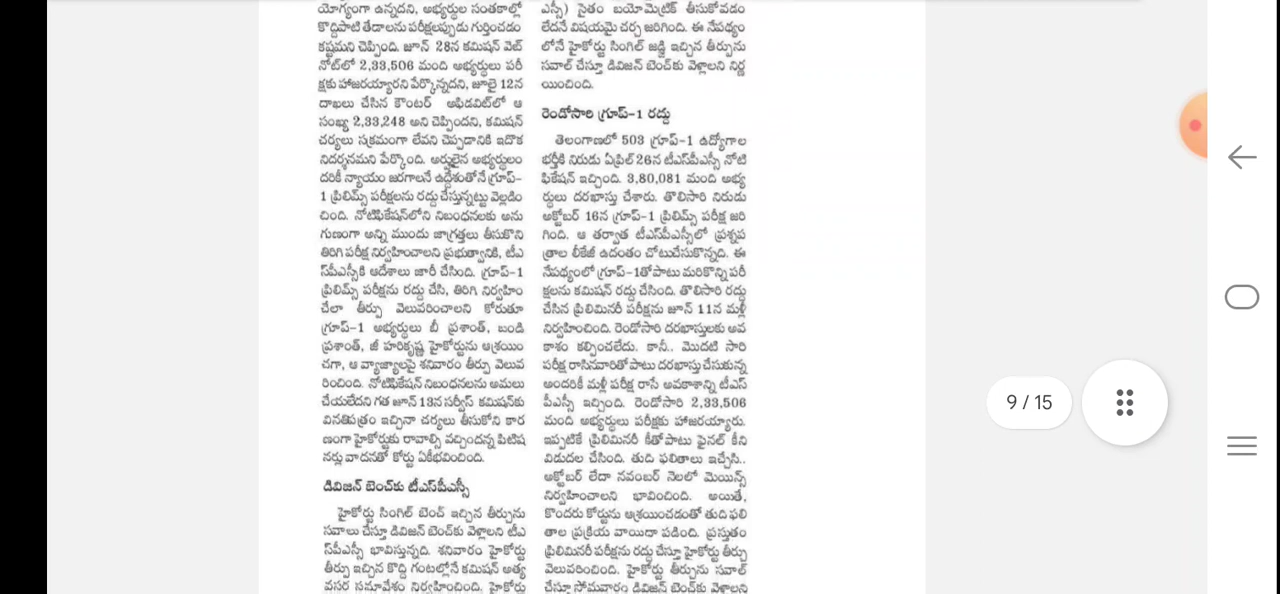 యోగ్యంగా ఉన్నదని, అభ్యర్థుల సంతకాల్లో
కొద్దిపాటి తేడాలను పరీక్షలప్పుడు గుర్తించడం
కష్టమని చెప్పింది. జూన్ 28న కమిషన్ వెబ్
నోట్‌లో 2,33,506 మంది అభ్యర్థులు పరీ
క్షకు హాజరయ్యారని పేర్కొన్నదని, జూలై 12న
దాఖలు చేసిన కౌంటర్ అఫిడవిట్‌లో ఆ
సంఖ్య 2,33,248 అని చెప్పిందని, కమిషన్
చర్యలు సక్రమంగా లేవని చెప్పడానికి ఇదొక
నిదర్శనమని పేర్కొంది. అర్హులైన అభ్యర్థులం
దరికీ న్యాయం జరగాలనే ఉద్దేశంతోనే గ్రూప్-
1 ప్రిలిమ్స్ పరీక్షలను రద్దు చేస్తున్నట్టు వెల్లడిం
చింది. నోటిఫికేషన్‌లోని నిబంధనలకు అను
గుణంగా అన్ని ముందు జాగ్రత్తలు తీసుకొని
తిరిగి పరీక్ష నిర్వహించాలని ప్రభుత్వానికి, టీఎ
స్‌పీఎస్సీకి ఆదేశాలు జారీ చేసింది. గ్రూప్-1
ప్రిలిమ్స్ పరీక్షను రద్దు చేసి, తిరిగి నిర్వహిం
చేలా తీర్పు వెలువరించాలని కోరుతూ
గ్రూప్-1 అభ్యర్థులు బీ ప్రశాంత్, బండి
ప్రశాంత్, జీ హరికృష్ణ హైకోర్టును ఆశ్రయిం
చగా, ఆ వ్యాజ్యాలపై శనివారం తీర్పు వెలువ
రించింది. నోటిఫికేషన్ నిబంధనలను అమలు
చేయలేదని గత జూన్ 13న సర్వీస్ కమిషన్‌కు
వినతిపత్రం ఇచ్చినా చర్యలు తీసుకోని కార
ణంగా హైకోర్టుకు రావాల్సి వచ్చిందన్న పిటిష
నర్లు వాదనతో కోర్టు ఏకీభవించింది.
డివిజన్ బెంచ్‌కు టీఎస్‌పీఎస్సీ
హైకోర్టు సింగిల్ బెంచ్ ఇచ్చిన తీర్పును
సవాలు చేస్తూ డివిజన్ బెంచ్‌కు వెళ్లాలని టీఎ
స్‌పీఎస్సీ భావిస్తున్నది. శనివారం హైకోర్టు
తీర్పు ఇచ్చిన కొద్ది గంటల్లోనే కమిషన్ అత్య
వసర సమావేశం నిర్వహించింది. హైకోర్టు
ఎస్సీ) సైతం బయోమెట్రిక్ తీసుకోవడం
లేదనే విషయమై చర్చ జరిగింది. ఈ నేపథ్యం
లోనే హైకోర్టు సింగిల్ జడ్జి ఇచ్చిన తీర్పును
సవాల్ చేస్తూ డివిజన్ బెంచ్‌కు వెళ్లాలని నిర్ణ
యించింది.
రెండోసారి గ్రూప్-1 రద్దు
తెలంగాణలో 503 గ్రూప్-1 ఉద్యోగాల
భర్తీకి నిరుడు ఏప్రిల్ 26న టీఎస్‌పీఎస్సీ నోటి
ఫికేషన్ ఇచ్చింది. 3,80,081 మంది అభ్య
ర్థులు దరఖాస్తు చేశారు. తొలిసారి నిరుడు
అక్టోబర్ 16న గ్రూప్-1 ప్రిలిమ్స్ పరీక్ష జరి
గింది. ఆ తర్వాత టీఎస్‌పీఎస్సీలో ప్రశ్నప
త్రాల లీకేజీ ఉదంతం చోటుచేసుకొన్నది. ఈ
నేపథ్యంలో గ్రూప్-1తో పాటు మరికొన్ని పరీ
క్షలను కమిషన్ రద్దు చేసింది. తొలిసారి రద్దు
చేసిన ప్రిలిమినరీ పరీక్షను జూన్ 11న మళ్లీ
నిర్వహించింది. రెండోసారి దరఖాస్తులకు అవ
కాశం కల్పించలేదు. కానీ.. మొదటి సారి
పరీక్ష రాసినవారితో పాటు దరఖాస్తు చేసుకున్న
అందరికీ మళ్లీ పరీక్ష రాసే అవకాశాన్ని టీఎస్
పీఎస్సీ ఇచ్చింది. రెండోసారి 2,33,506
మంది అభ్యర్థులు పరీక్షకు హాజరయ్యారు.
ఇప్పటికే ప్రిలిమినరీ కీతో పాటు ఫైనల్ కీని
విడుదల చేసింది. తుది ఫలితాలు ఇచ్చేసి..
అక్టోబర్ లేదా నవంబర్ నెలలో మెయిన్స్
నిర్వహించాలని భావించింది. అయితే,
కొందరు కోర్టును ఆశ్రయించడంతో తుది ఫలి
తాల ప్రక్రియ వాయిదా పడింది. ప్రస్తుతం
ప్రిలిమినరీ పరీక్షను రద్దు చేస్తూ హైకోర్టు తీర్పు
వెలువరించింది. హైకోర్టు తీర్పును సవాల్
చేస్తూ సోమవారం డివిజన్ బెంచ్‌కు వెళ్లాలని
9 / 15